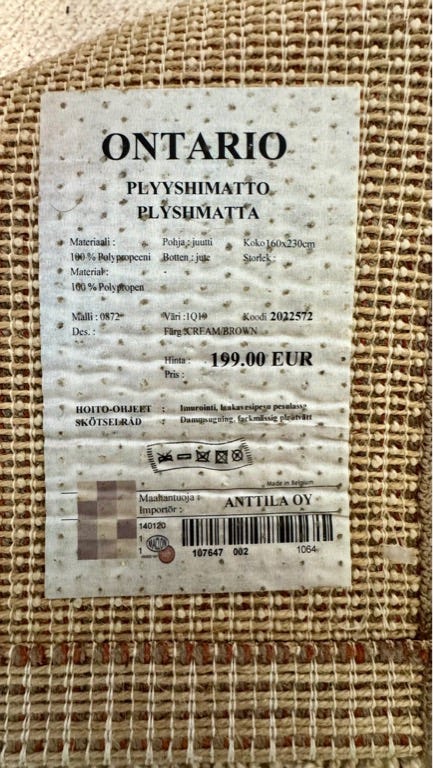 ONTARIO
PLYYSHIMATTO
PLYSHMATTA
Materiaali : Pohja : juutti Koko 160x230cm
100 % Polypropeeni Botten : jute Storlek :
Material : -
100 % Polypropen -
Malli : 0872 Väri : 1Q19 Koodi 2022572
Des. : Färg :CREAM/BROWN
Hinta : 199.00 EUR
Pris :
HOITO-OHJEET : Imurointi,
SKÖTSELRÅD : Dammsugning, fackmässig
Made in Belgium
Maahantuoja : ANTTILA OY
Importör :
140120
1
1
107647 002 1064